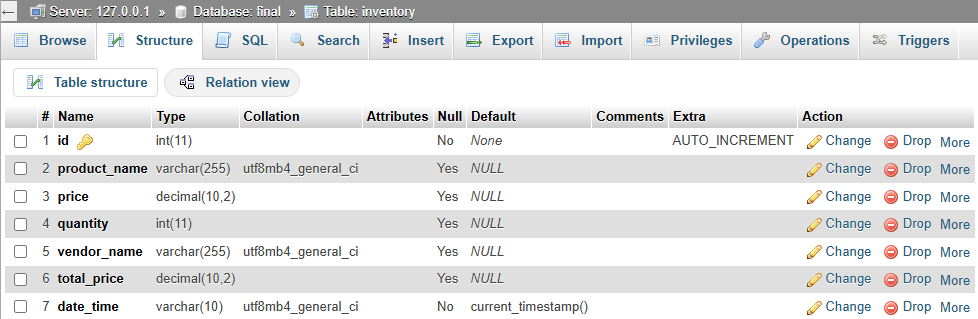 ← Server: 127.0.0.1 » Database: final » Table: inventory
Browse Structure SQL Search Insert Export Import Privileges Operations Triggers
Table structure Relation view
# Name Type Collation Attributes Null Default Comments Extra Action
1 id int(11) No None AUTO_INCREMENT Change Drop More
2 product_name varchar(255) utf8mb4_general_ci Yes NULL Change Drop More
3 price decimal(10,2) Yes NULL Change Drop More
4 quantity int(11) Yes NULL Change Drop More
5 vendor_name varchar(255) utf8mb4_general_ci Yes NULL Change Drop More
6 total_price decimal(10,2) Yes NULL Change Drop More
7 date_time varchar(10) utf8mb4_general_ci No current_timestamp() Change Drop More